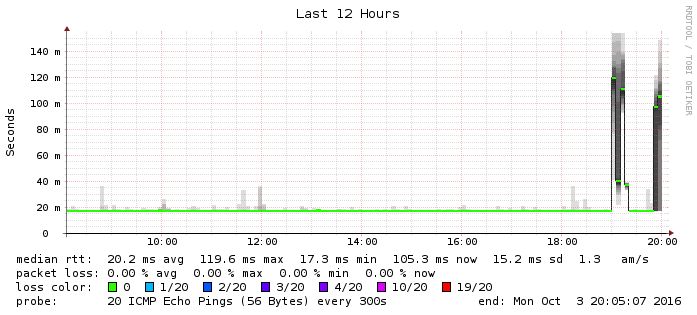 Last 12 Hours
RRDTOOL / TOBI OETIKER
Seconds
140 m
120 m
100 m
80 m
60 m
40 m
20 m
0
10:00 12:00 14:00 16:00 18:00 20:00
median rtt: 20.2 ms avg 119.6 ms max 17.3 ms min 105.3 ms now 15.2 ms sd 1.3 am/s
packet loss: 0.00 % avg 0.00 % max 0.00 % min 0.00 % now
loss color: 0 1/20 2/20 3/20 4/20 10/20 19/20
probe: 20 ICMP Echo Pings (56 Bytes) every 300s end: Mon Oct 3 20:05:07 2016